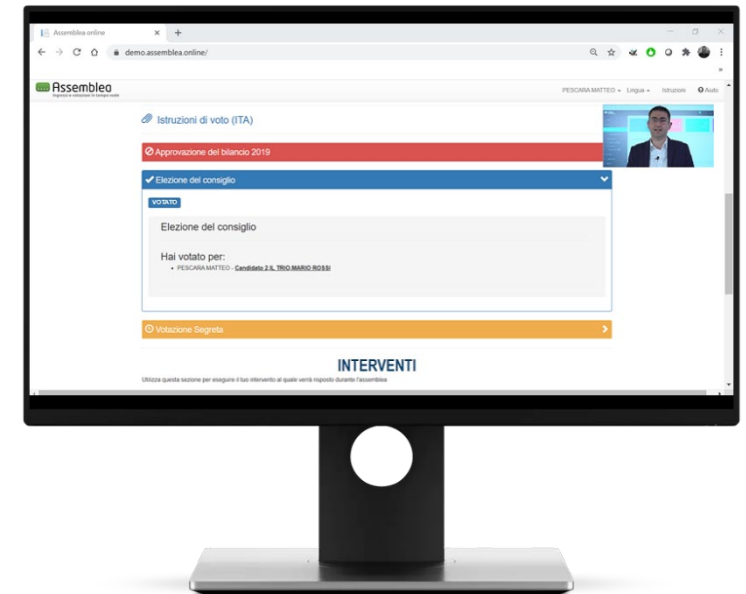 Assemblea online
demo.assemblea.online/
Assemblea
PESCARA MATTEO Lingua Istruzioni Aiuto
Istruzioni di voto (ITA)
Approvazione del bilancio 2019
Elezione del consiglio
VOTATO
Elezione del consiglio
Hai votato per:
PESCARA MATTEO - Candidato 2 IL TRIO MARIO ROSSI
Votazione Segreta
INTERVENTI
Utilizza questa sezione per eseguire il tuo intervento al quale verrà risposto durante l'assemblea